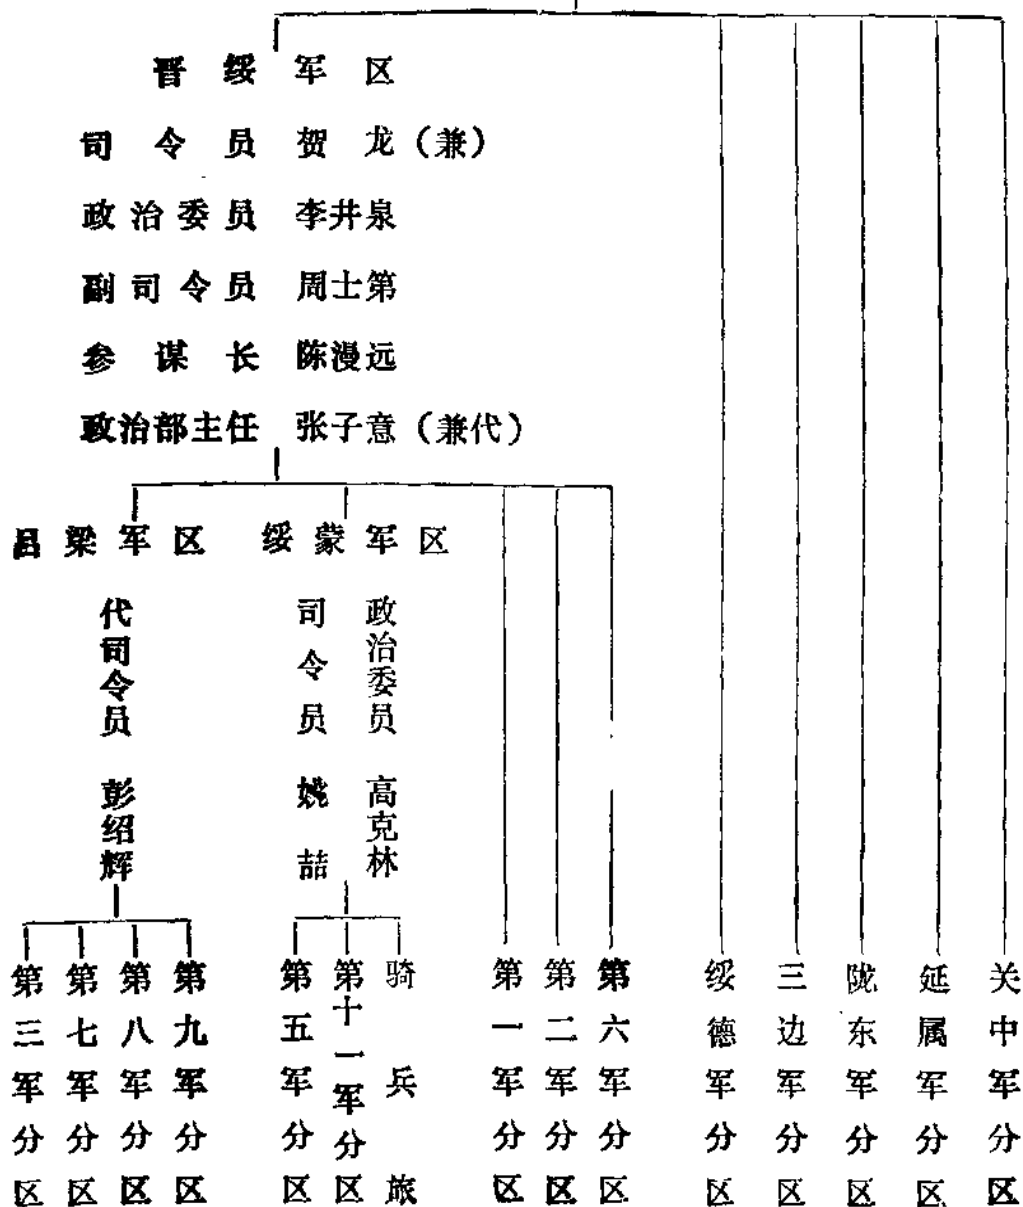 晋绥军区
司令员 贺龙（兼）
政治委员 李井泉
副司令员 周士第
参谋长 陈漫远
政治部主任 张子意（兼代）
吕梁军区
绥蒙军区
代司令员 彭绍辉
司令员 姚喆
政治委员 高克林
第三军分区
第七军分区
第八军分区
第九军分区
第五军分区
第十一军分区
骑兵旅
第一军分区
第二军分区
第六军分区
绥德军分区
三边军分区
陇东军分区
延属军分区
关中军分区